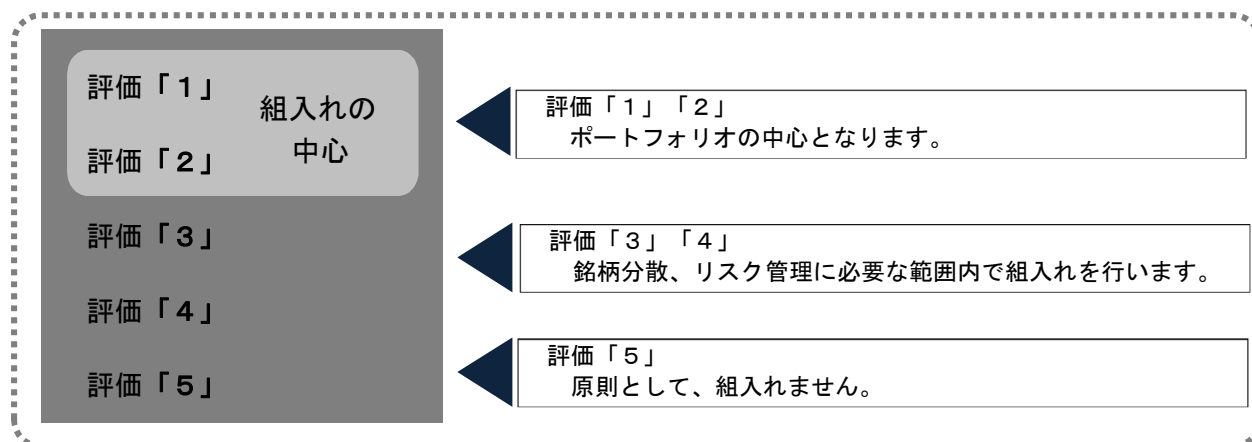 評価「1」
評価「2」
組入れの
中心
評価「3」
評価「4」
評価「5」
評価「1」「2」
ポートフォリオの中心となります。
評価「3」「4」
銘柄分散、リスク管理に必要な範囲内で組入れを行います。
評価「5」
原則として、組入れません。